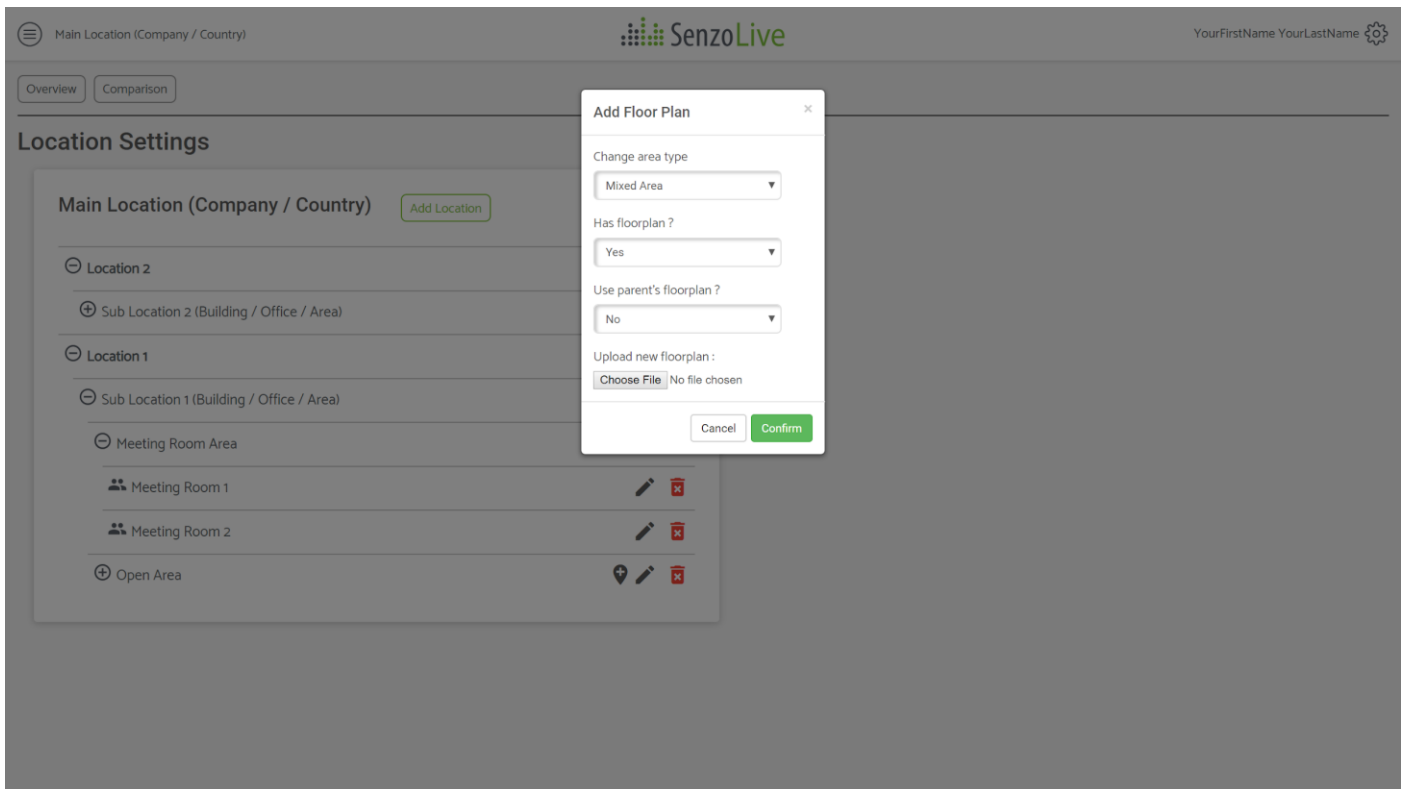 Main Location (Company / Country)
SenzoLive
YourFirstName YourLastName
Overview
Comparison
Location Settings
Main Location (Company / Country)
Add Location
Location 2
Sub Location 2 (Building / Office / Area)
Location 1
Sub Location 1 (Building / Office / Area)
Meeting Room Area
Meeting Room 1
Meeting Room 2
Open Area
Add Floor Plan
×
Change area type
Mixed Area
Has floorplan ?
Yes
Use parent's floorplan ?
No
Upload new floorplan :
Choose File No file chosen
Cancel
Confirm